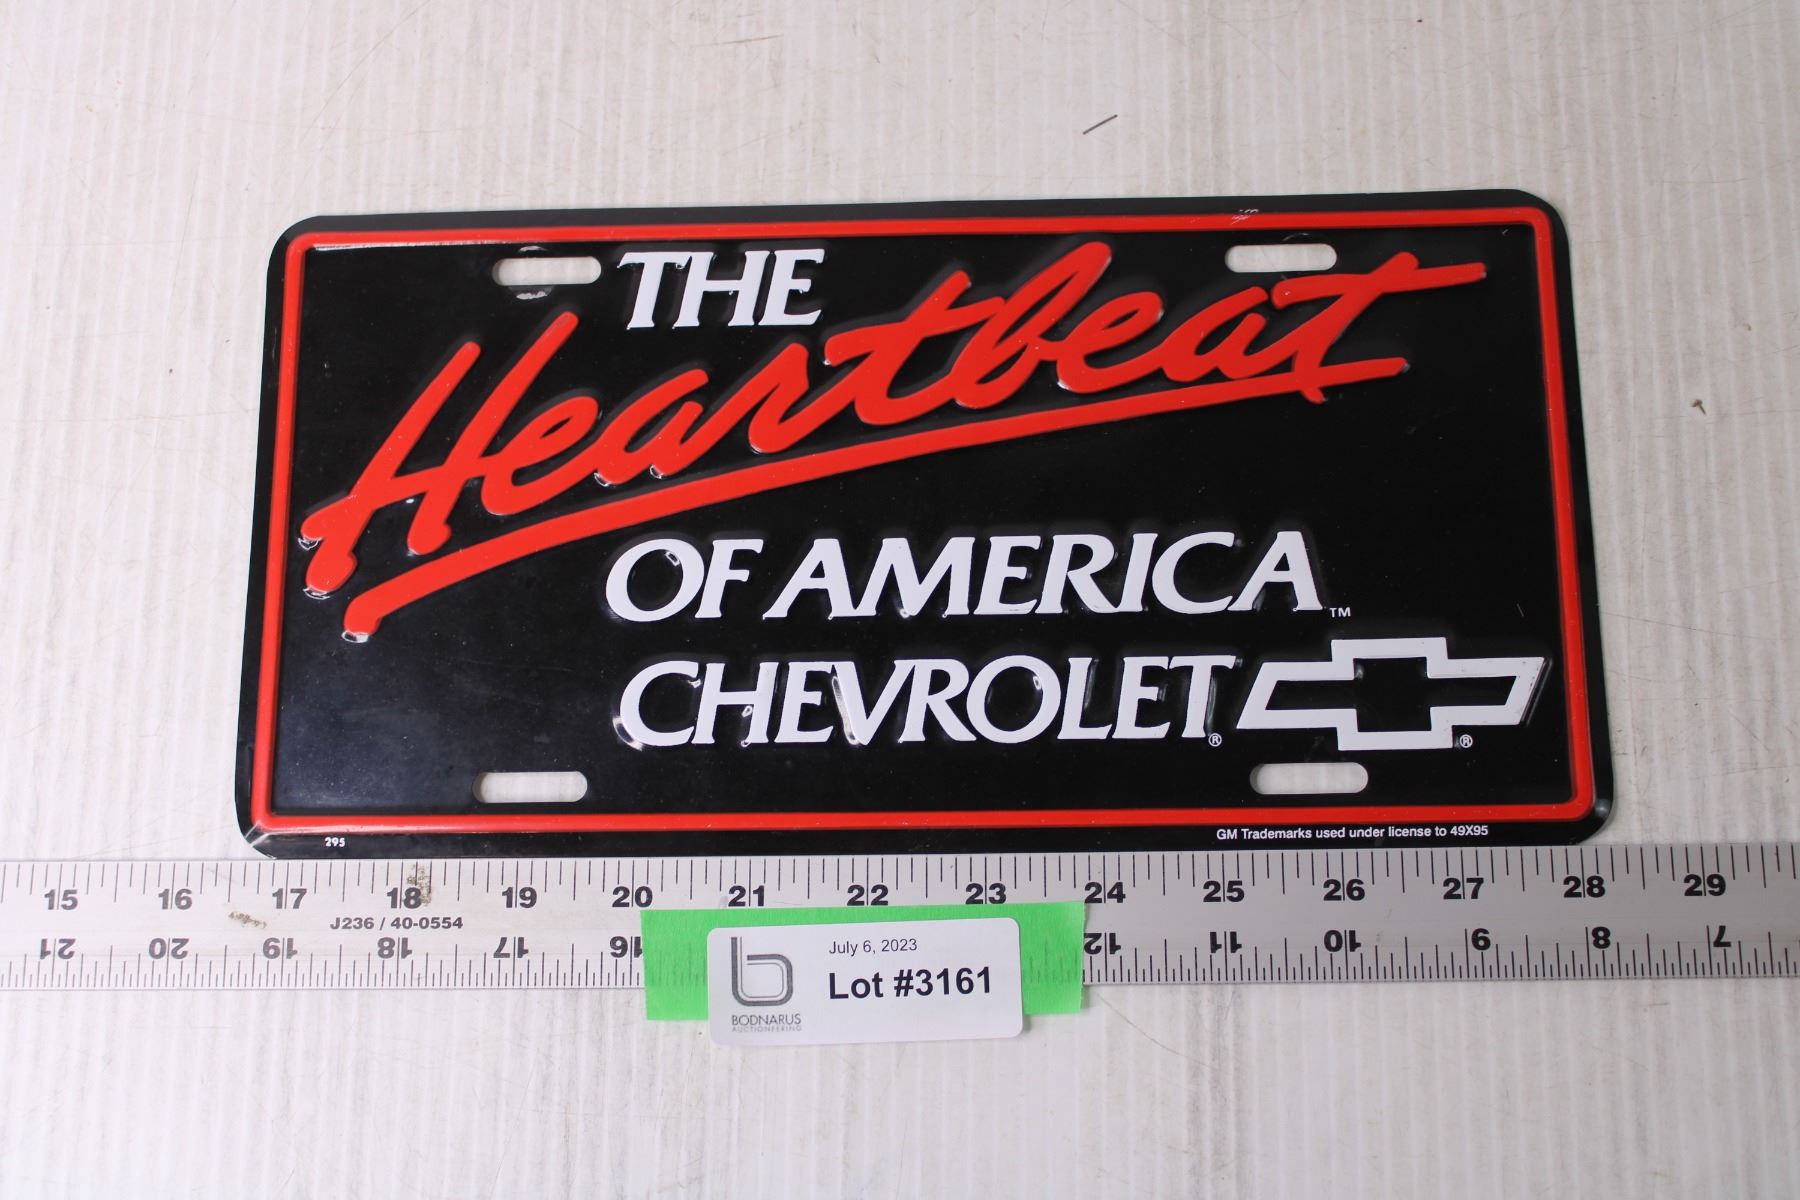 THE
Heartbeat
OF AMERICA™
CHEVROLET®
®
295
GM Trademarks used under license to 49X95
15 16 17 18 19 20 21 22 23 24 25 26 27 28 29
J236 / 40-0554
21 20 19 18 17 16 12 11 10 9 8 7
July 6, 2023
Lot #3161
BODNARUS
AUCTIONEERING